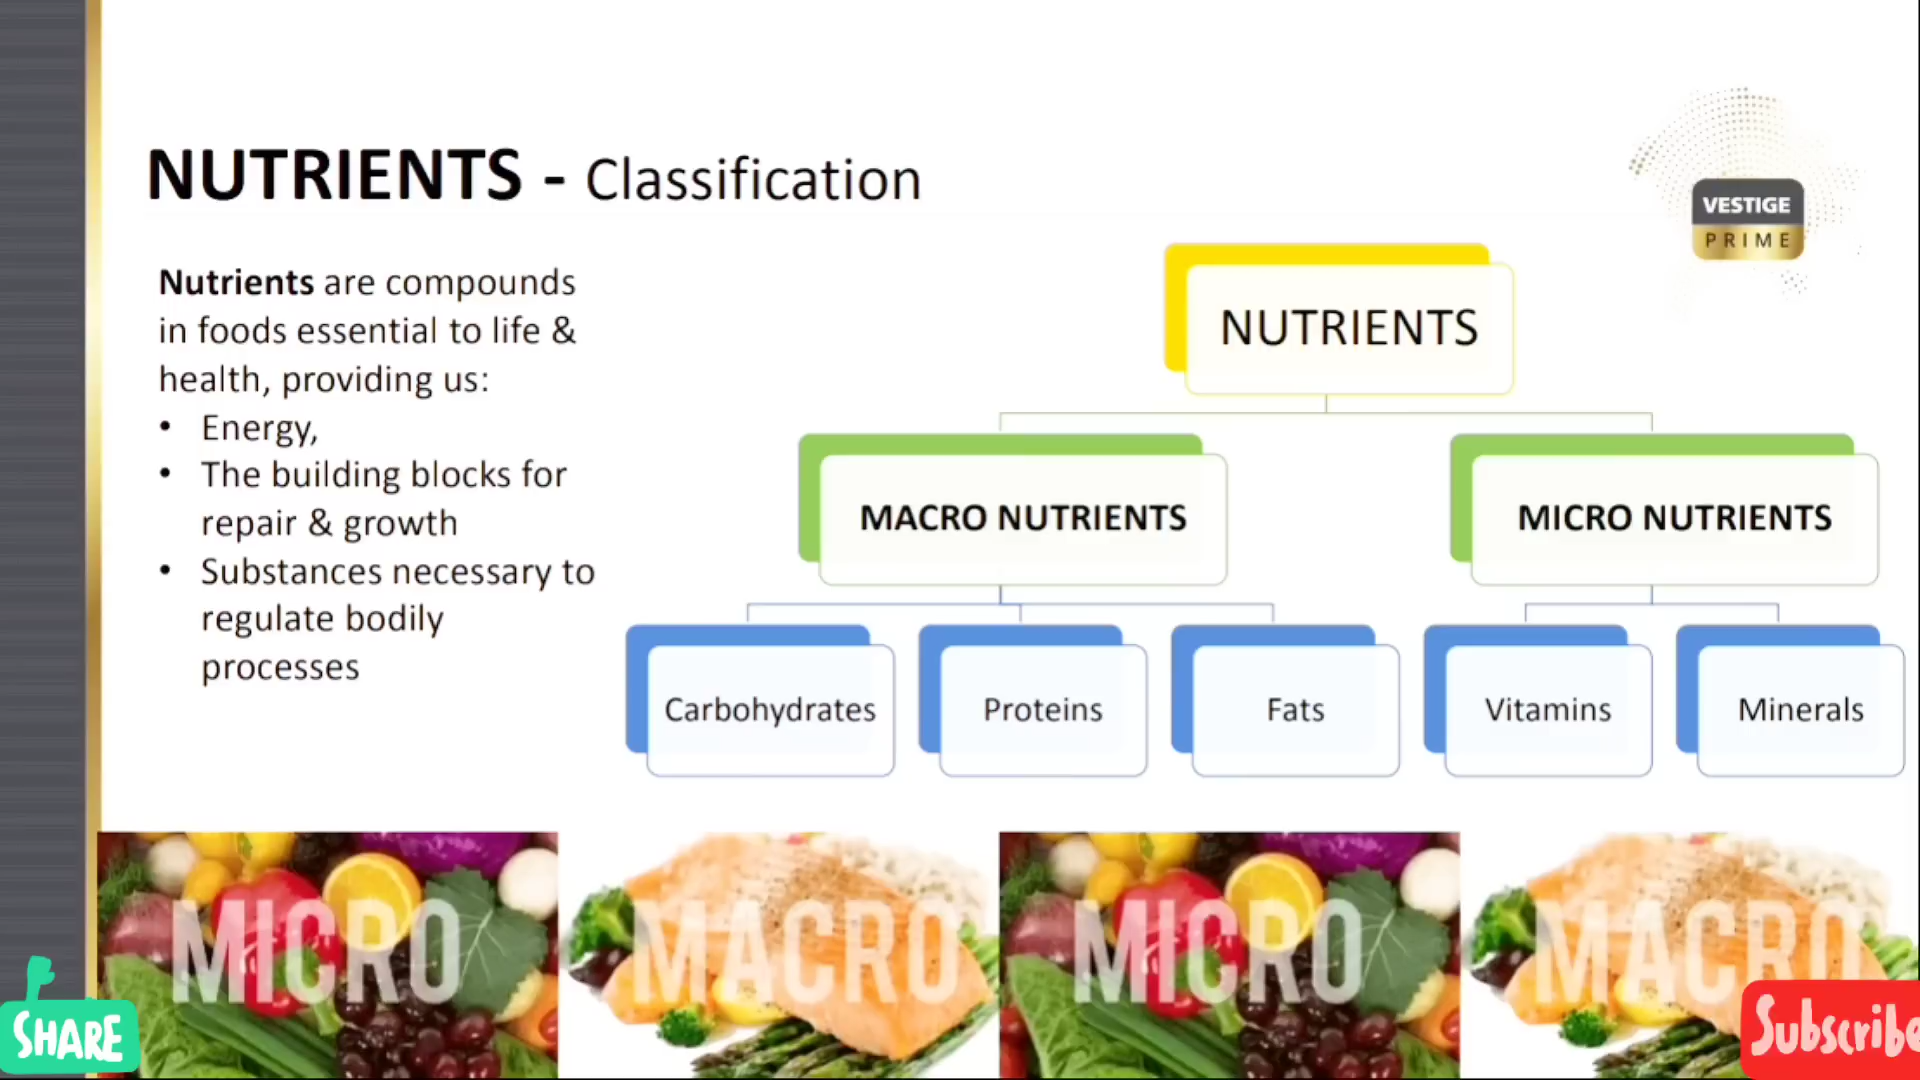 NUTRIENTS - Classification
VESTIGE
PRIME
Nutrients are compounds
in foods essential to life &
health, providing us:
• Energy,
• The building blocks for
repair & growth
• Substances necessary to
regulate bodily
processes
NUTRIENTS
MACRO NUTRIENTS
MICRO NUTRIENTS
Carbohydrates
Proteins
Fats
Vitamins
Minerals
MICRO
MACRO
MICRO
MACRO
SHARE
Subscribe